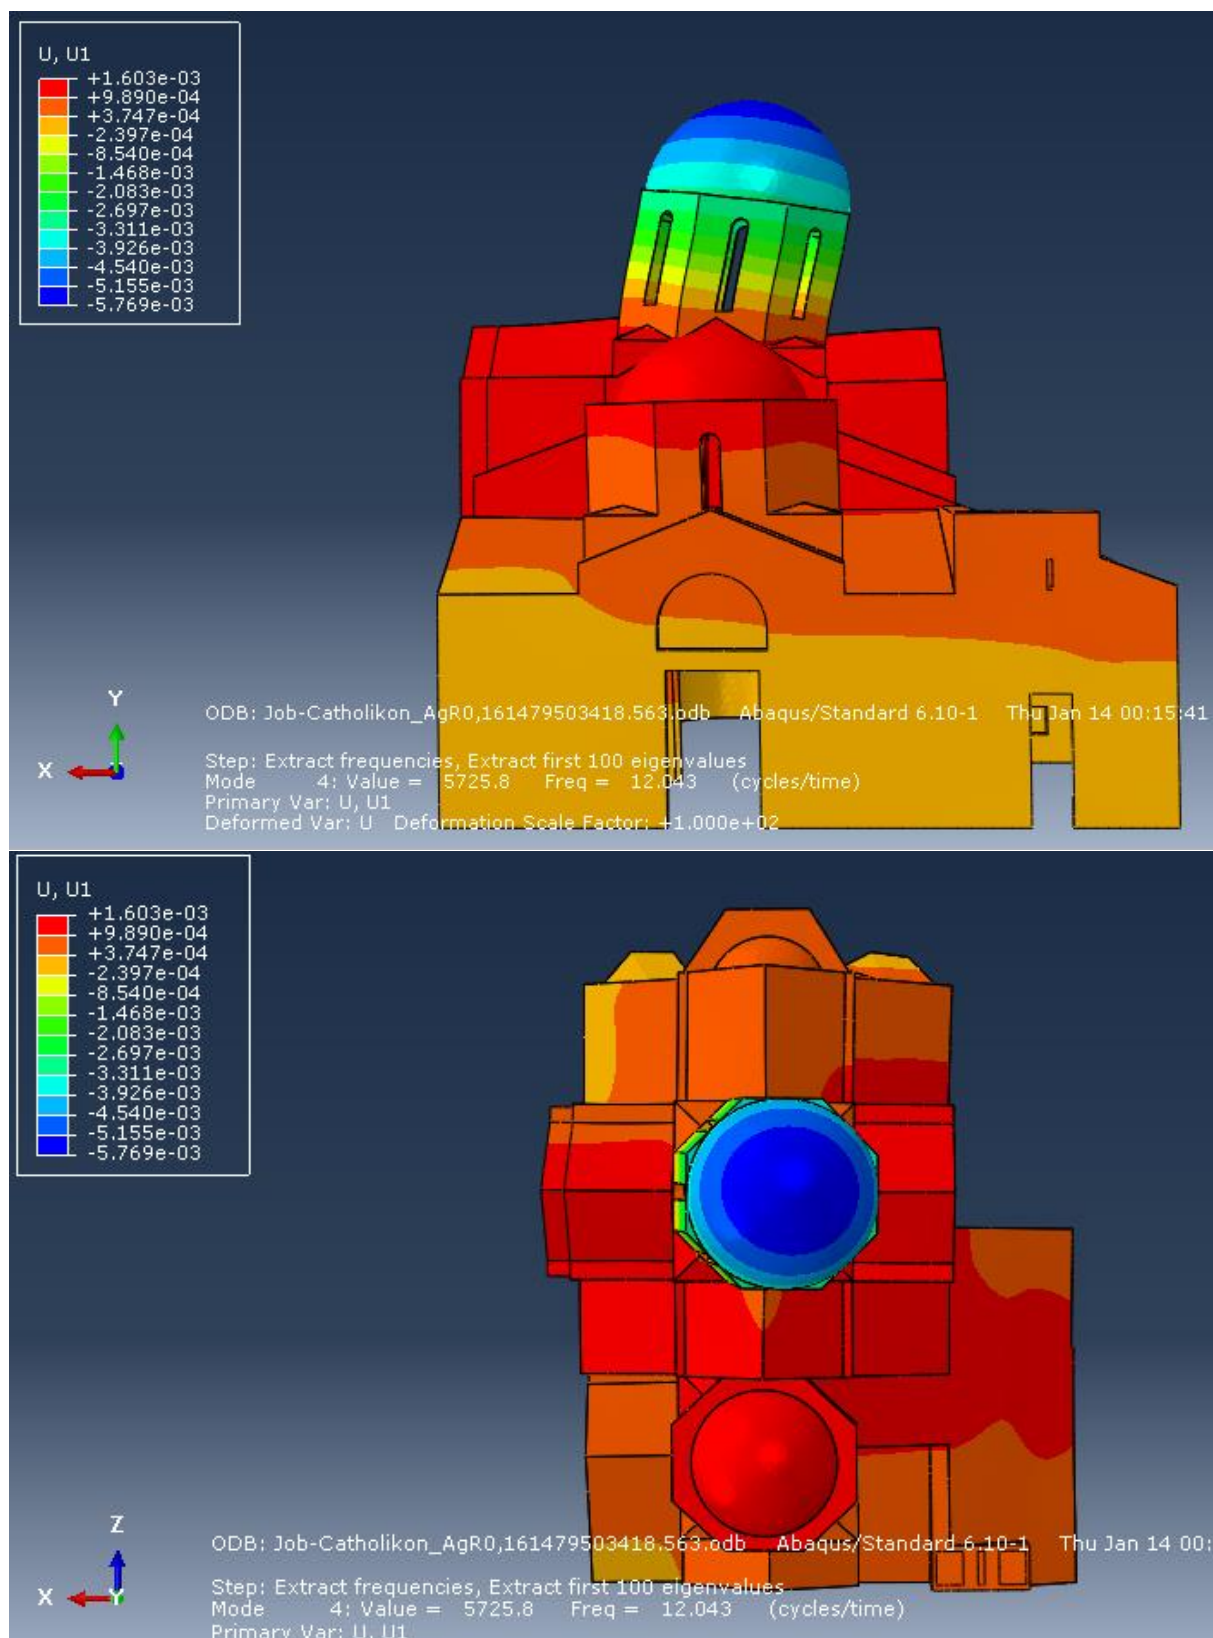 U, U1
+1.603e-03
+9.890e-04
+3.747e-04
-2.397e-04
-8.540e-04
-1.468e-03
-2.083e-03
-2.697e-03
-3.311e-03
-3.926e-03
-4.540e-03
-5.155e-03
-5.769e-03
Y
X
ODB: Job-Catholikon_AgR0,161479503418.563.odb Abaqus/Standard 6.10-1 Thu Jan 14 00:15:41
Step: Extract frequencies, Extract first 100 eigenvalues
Mode 4: Value = 5725.8 Freq = 12.043 (cycles/time)
Primary Var: U, U1
Deformed Var: U Deformation Scale Factor: +1.000e+02
U, U1
+1.603e-03
+9.890e-04
+3.747e-04
-2.397e-04
-8.540e-04
-1.468e-03
-2.083e-03
-2.697e-03
-3.311e-03
-3.926e-03
-4.540e-03
-5.155e-03
-5.769e-03
Z
X Y
ODB: Job-Catholikon_AgR0,161479503418.563.odb Abaqus/Standard 6.10-1 Thu Jan 14 00:
Step: Extract frequencies, Extract first 100 eigenvalues
Mode 4: Value = 5725.8 Freq = 12.043 (cycles/time)
Primary Var: U, U1